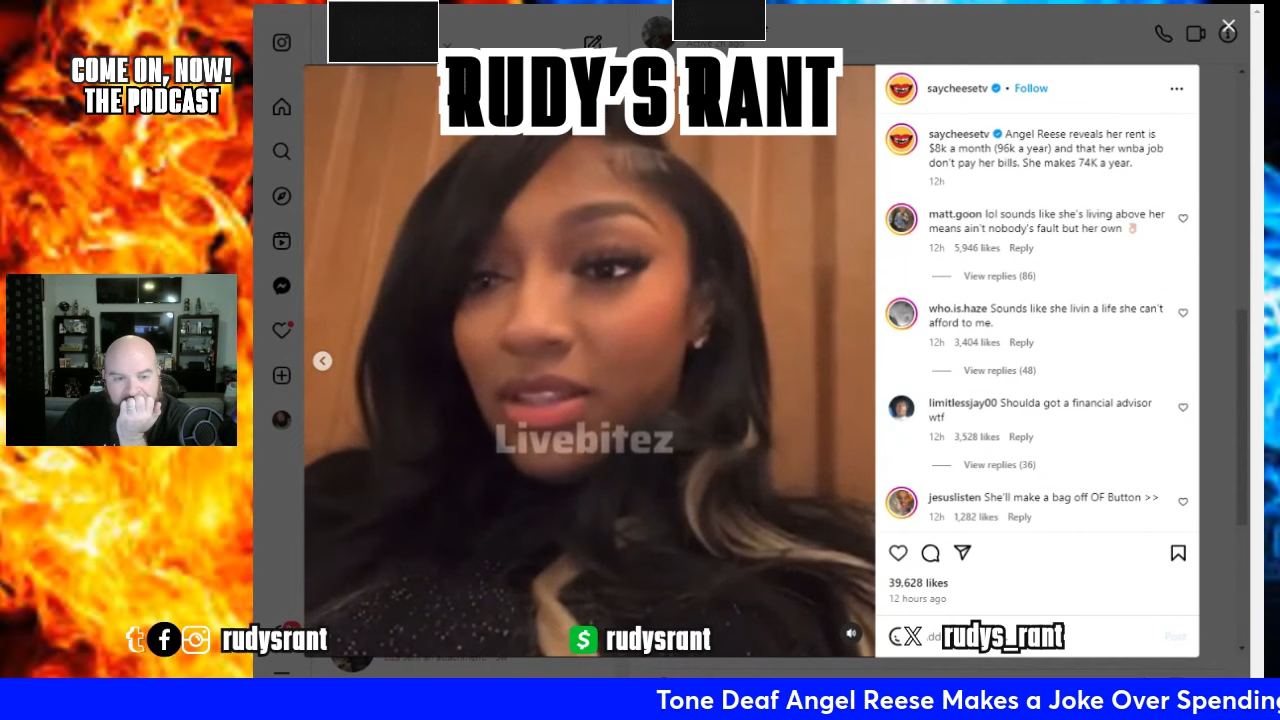 COME ON, NOW!
THE PODCAST
RUDY'S RANT
Active 2h ago
saycheesetv • Follow
saycheesetv Angel Reese reveals her rent is
$8k a month (96k a year) and that her wnba job
don't pay her bills. She makes 74K a year.
12h
matt.goon lol sounds like she's living above her
means ain't nobody's fault but her own
12h 5,946 likes Reply
View replies (86)
who.is.haze Sounds like she livin a life she can't
afford to me.
12h 3,404 likes Reply
View replies (48)
limitlessjay00 Shoulda got a financial advisor
wtf
12h 3,528 likes Reply
View replies (36)
jesuslisten She'll make a bag off OF Button >>
12h 1,282 likes Reply
39,628 likes
12 hours ago
Post
Livebitez
rudysrant
rudysrant
rudys_rant
Tone Deaf Angel Reese Makes a Joke Over Spending